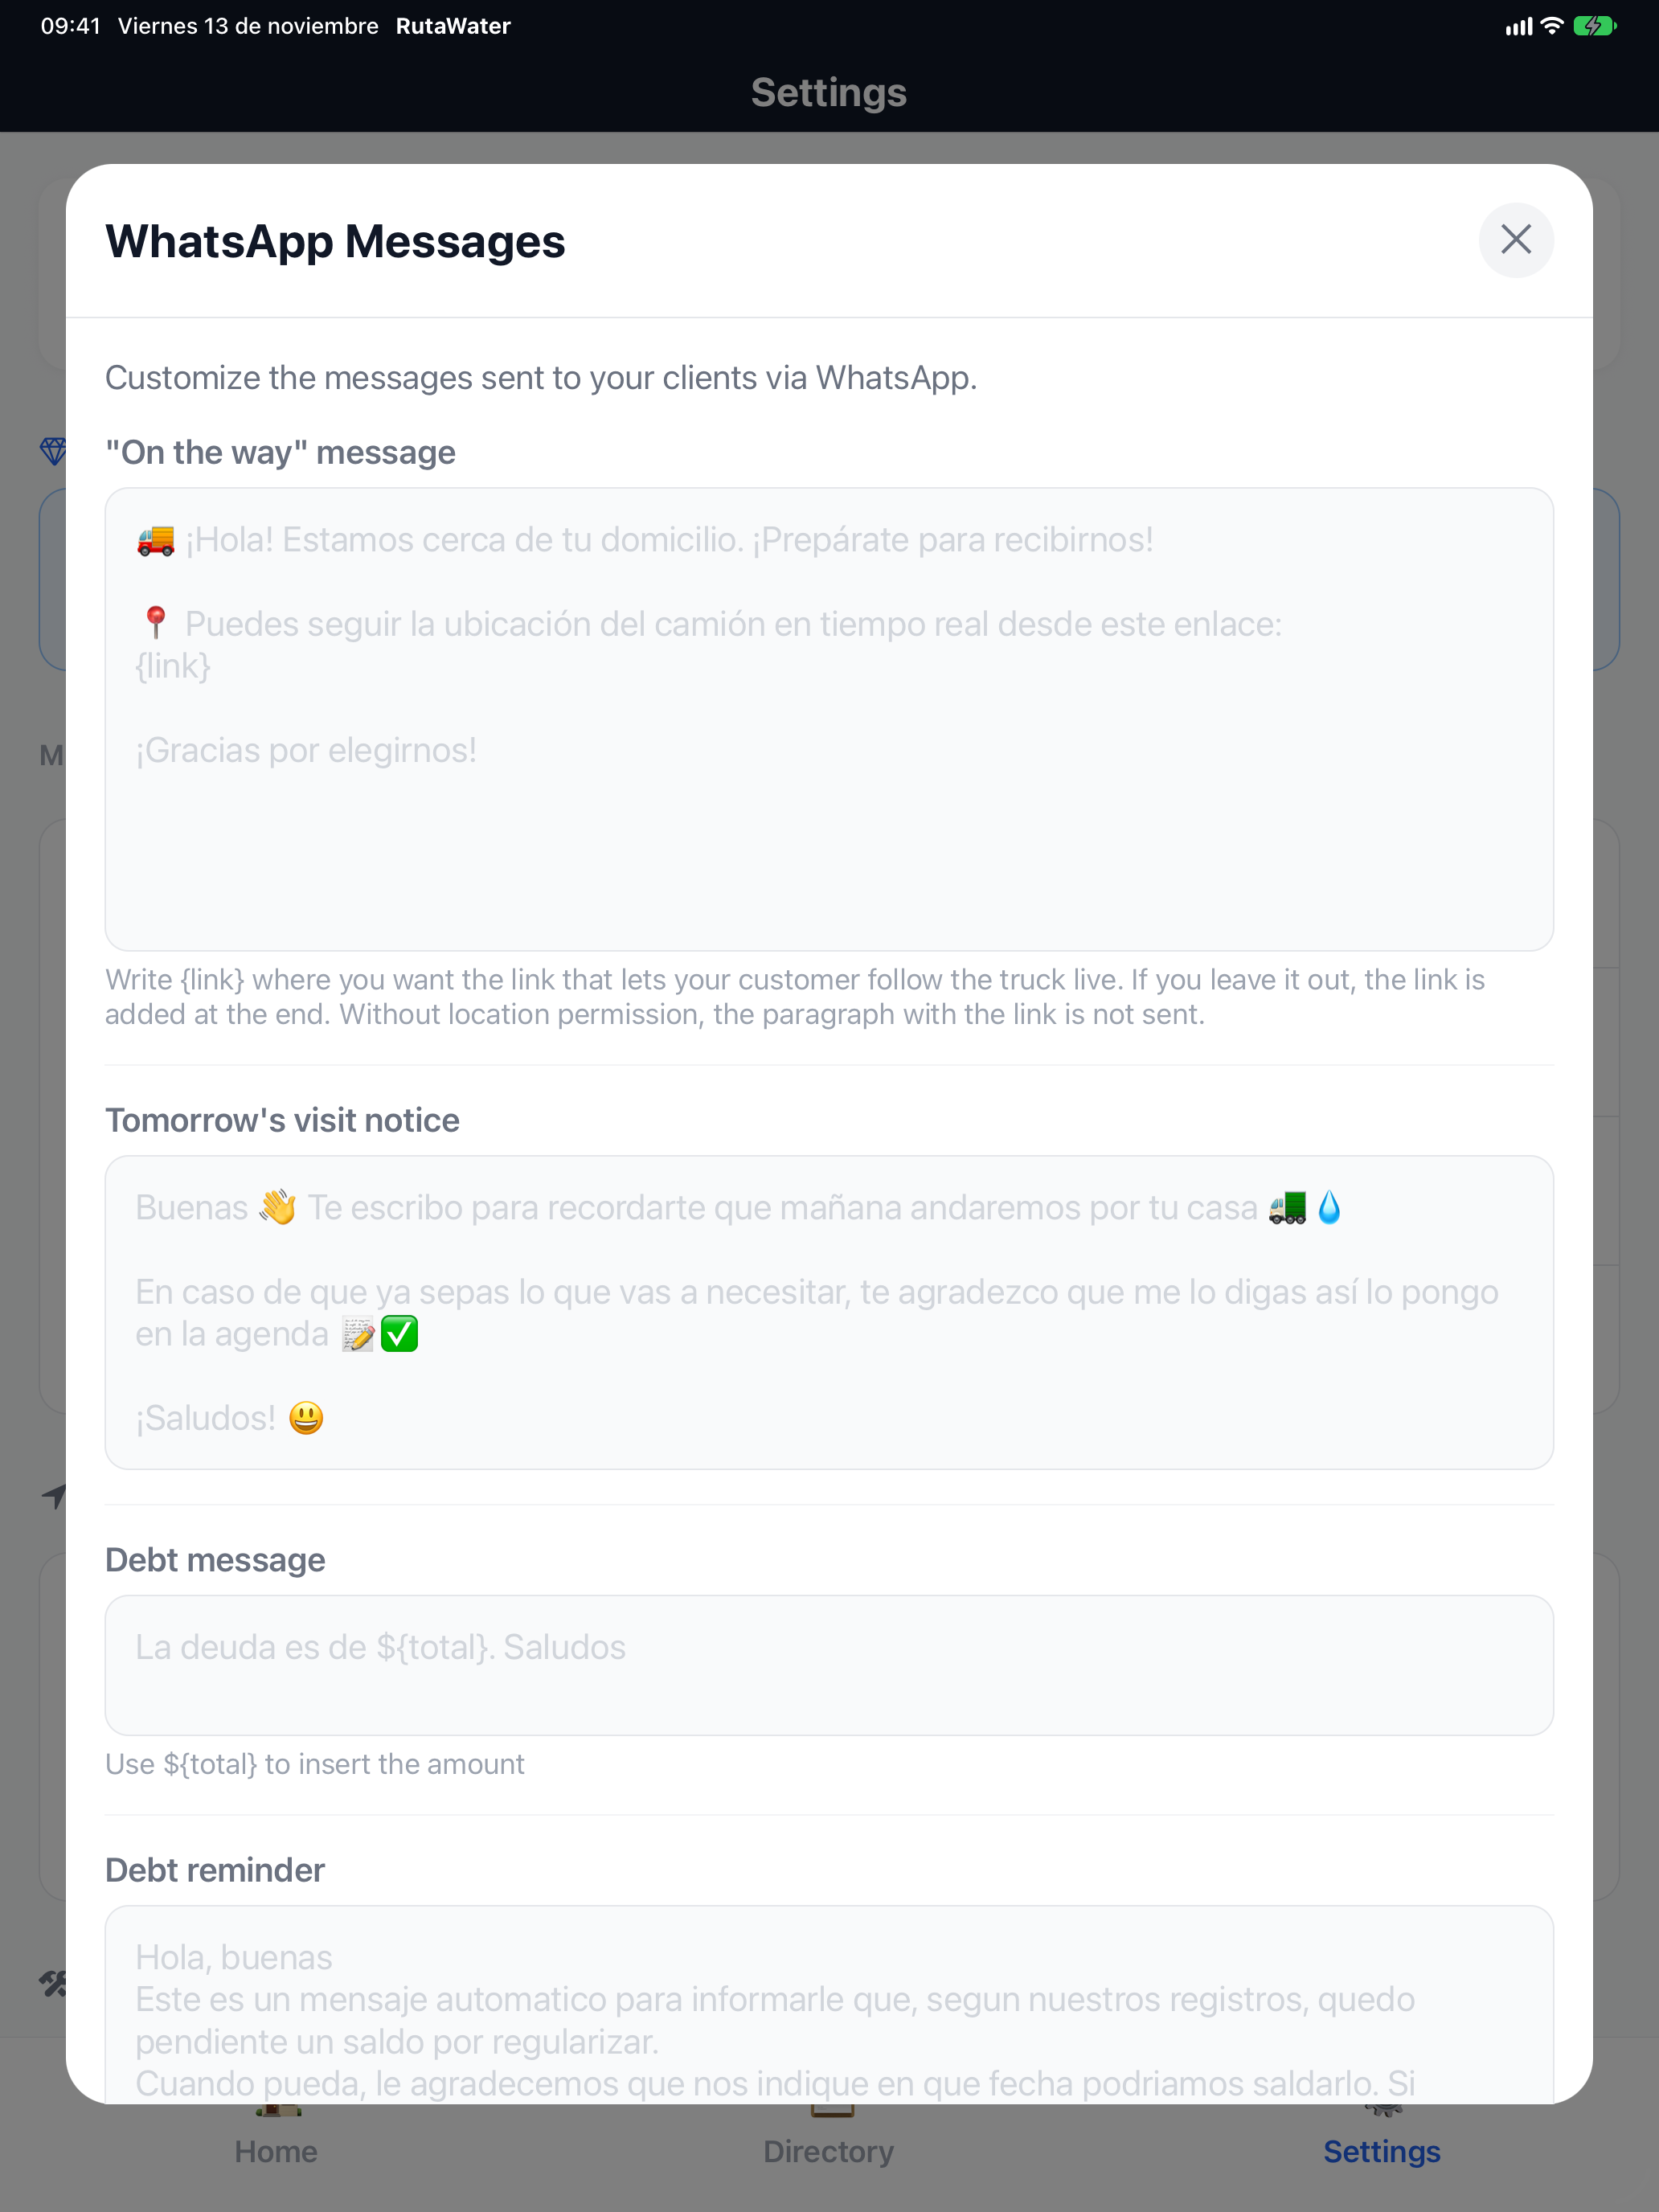 09:41 Viernes 13 de noviembre RutaWater
Settings
WhatsApp Messages
Customize the messages sent to your clients via WhatsApp.
"On the way" message
🚚 ¡Hola! Estamos cerca de tu domicilio. ¡Prepárate para recibirnos!
📍 Puedes seguir la ubicación del camión en tiempo real desde este enlace:
{link}
¡Gracias por elegirnos!
Write {link} where you want the link that lets your customer follow the truck live. If you leave it out, the link is
added at the end. Without location permission, the paragraph with the link is not sent.
Tomorrow's visit notice
Buenas 👋 Te escribo para recordarte que mañana andaremos por tu casa 🚛💧
En caso de que ya sepas lo que vas a necesitar, te agradezco que me lo digas así lo pongo
en la agenda 📝✅
¡Saludos! 😃
Debt message
La deuda es de ${total}. Saludos
Use ${total} to insert the amount
Debt reminder
Hola, buenas
Este es un mensaje automatico para informarle que, segun nuestros registros, quedo
pendiente un saldo por regularizar.
Cuando pueda, le agradecemos que nos indique en que fecha podriamos saldarlo. Si
Home
Directory
Settings